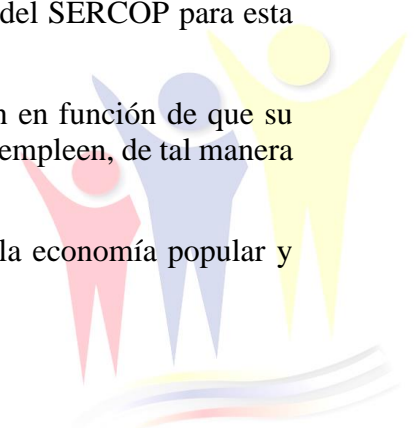 del SERCOP para esta
n en función de que su
empleen, de tal manera
la economía popular y